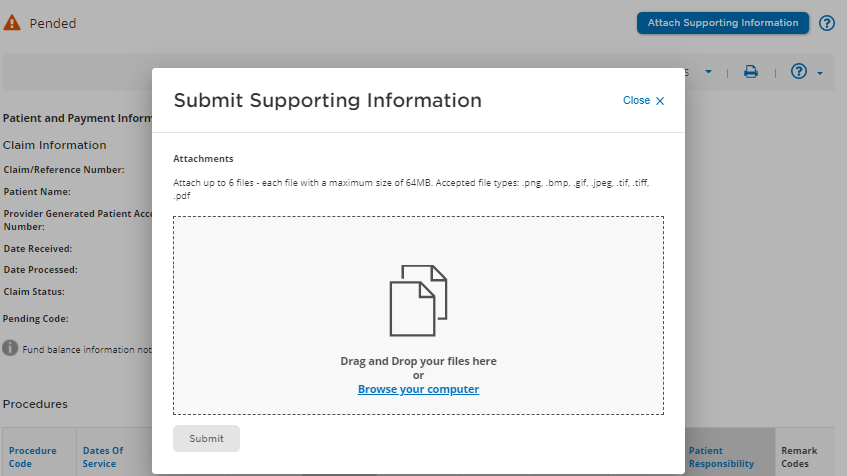 Pended
Attach Supporting Information
Submit Supporting Information
Close
Patient and Payment Inform
Claim Information
Claim/Reference Number:
Patient Name:
Provider Generated Patient Acco
Number:
Date Received:
Date Processed:
Claim Status:
Pending Code:
Fund balance information not
Attachments
Attach up to 6 files - each file with a maximum size of 64MB. Accepted file types: .png, .bmp, .gif, .jpeg, .tif, .tiff,
.pdf
Drag and Drop your files here
or
Browse your computer
Submit
Procedures
Procedure
Code
Dates Of
Service
Patient
Responsibility
Remark
Codes